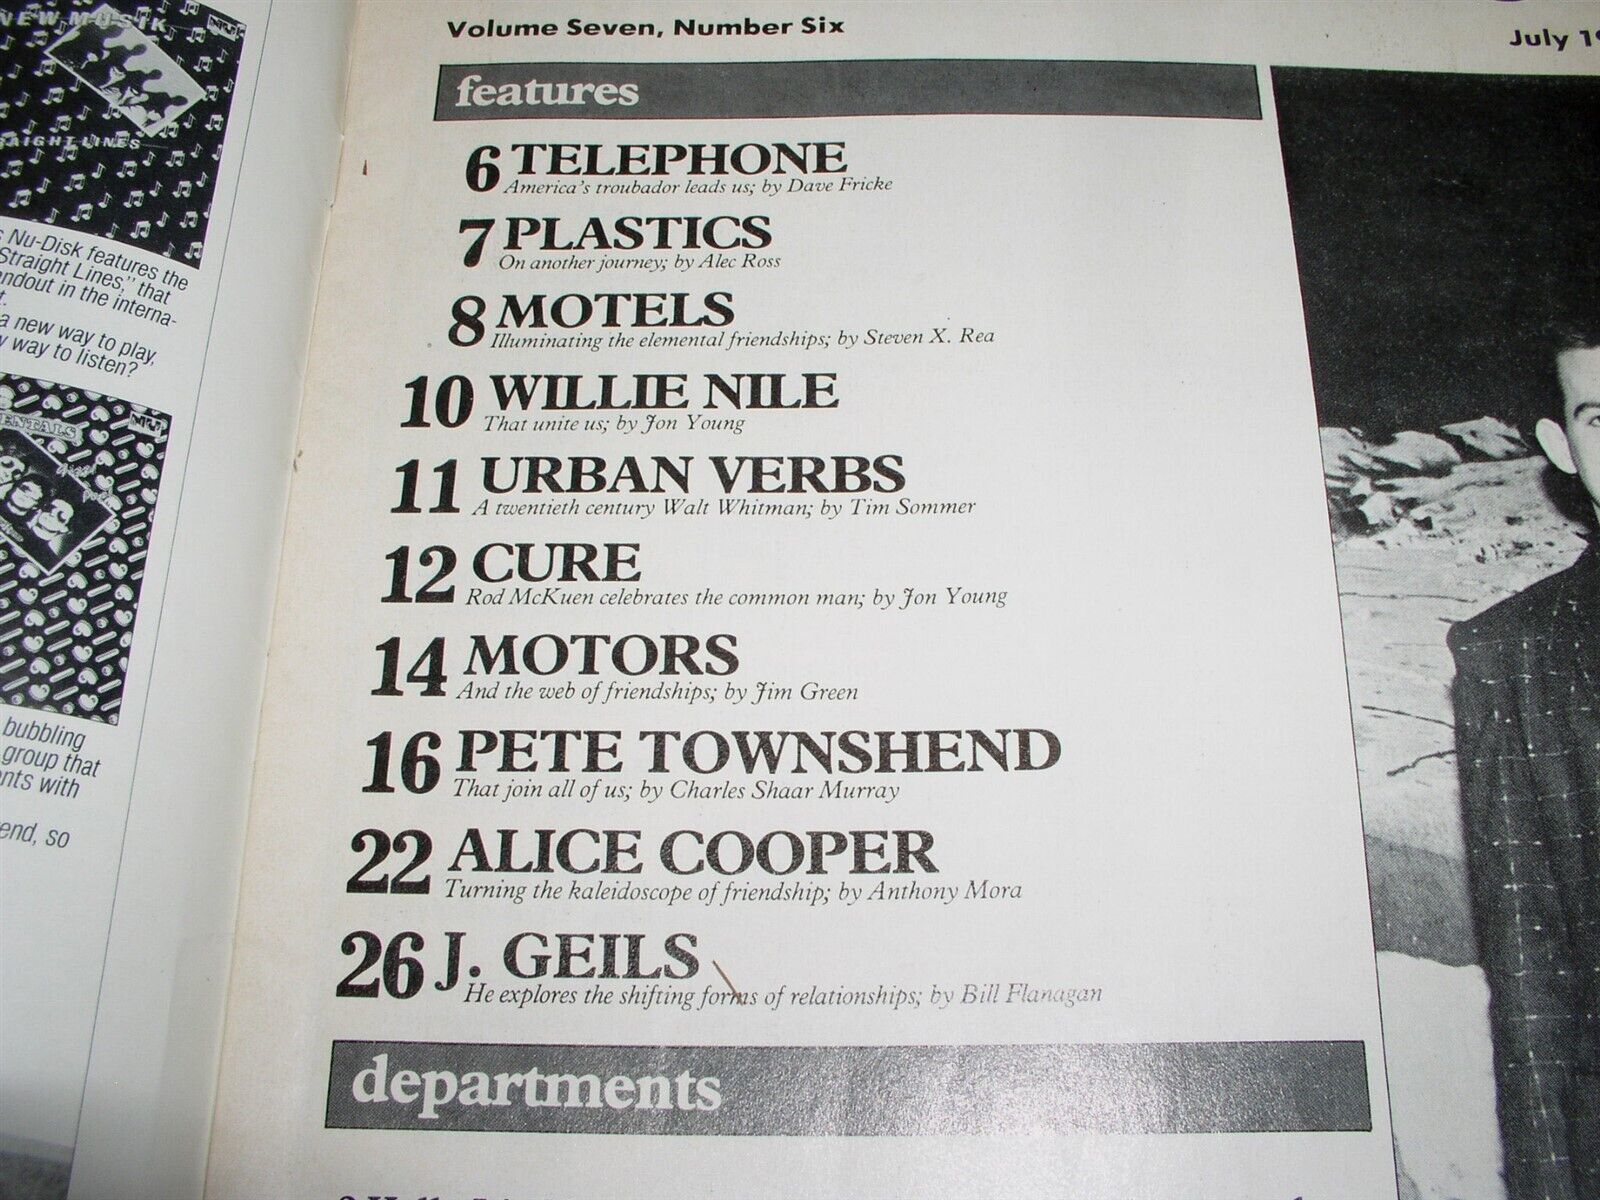 NEW MUSIK
STRAIGHT LINES
Nu-Disk features the
Straight Lines," that
in the interna-
a new way to play,
way to listen?
NU
bubbling
group that
with
so
Volume Seven, Number Six
July
features
6 TELEPHONE
America's troubador leads us; by Dave Fricke
7 PLASTICS
On another journey; by Alec Ross
8 MOTELS
Illuminating the elemental friendships; by Steven X. Rea
10 WILLIE NILE
That unite us; by Jon Young
11 URBAN VERBS
A twentieth century Walt Whitman; by Tim Sommer
12 CURE
Rod McKuen celebrates the common man; by Jon Young
14 MOTORS
And the web of friendships; by Jim Green
16 PETE TOWNSHEND
That join all of us; by Charles Shaar Murray
22 ALICE COOPER
Turning the kaleidoscope of friendship; by Anthony Mora
26 J. GEILS
He explores the shifting forms of relationships; by Bill Flanagan
departments